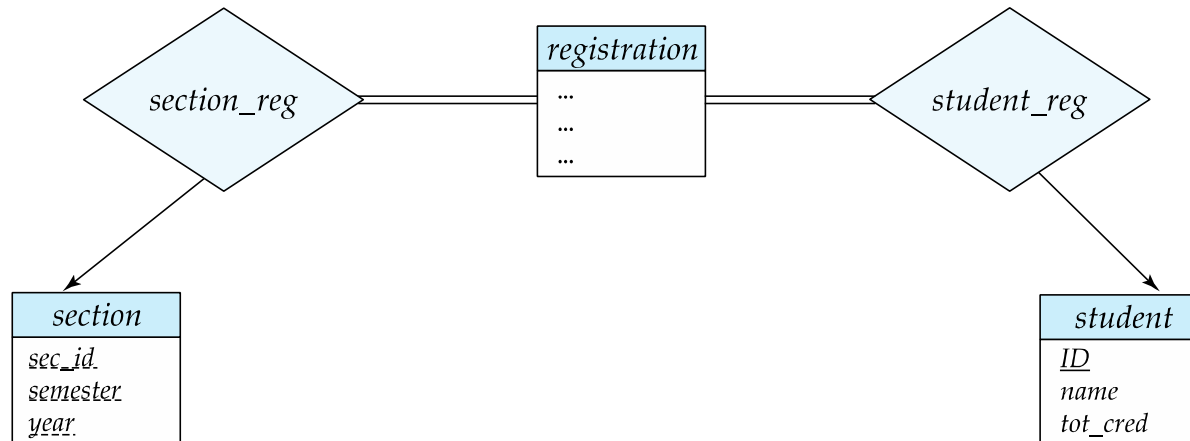 section_reg
registration
...
...
...
student_reg
section
sec_id
semester
year
student
ID
name
tot_cred